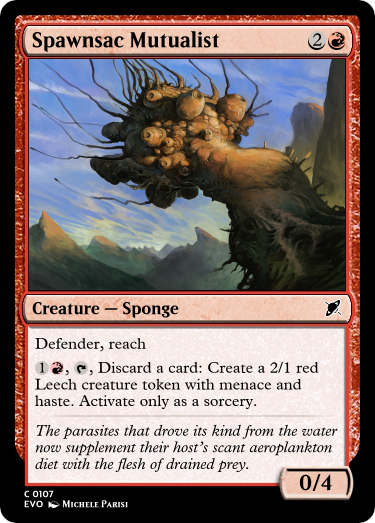 Spawnsac Mutualist 2
Creature — Sponge
Defender, reach
1, , Discard a card: Create a 2/1 red
Leech creature token with menace and
haste. Activate only as a sorcery.
The parasites that drove its kind from the water
now supplement their host's scant aeroplankton
diet with the flesh of drained prey.
0/4
C 0107
EVO Michele Parisi